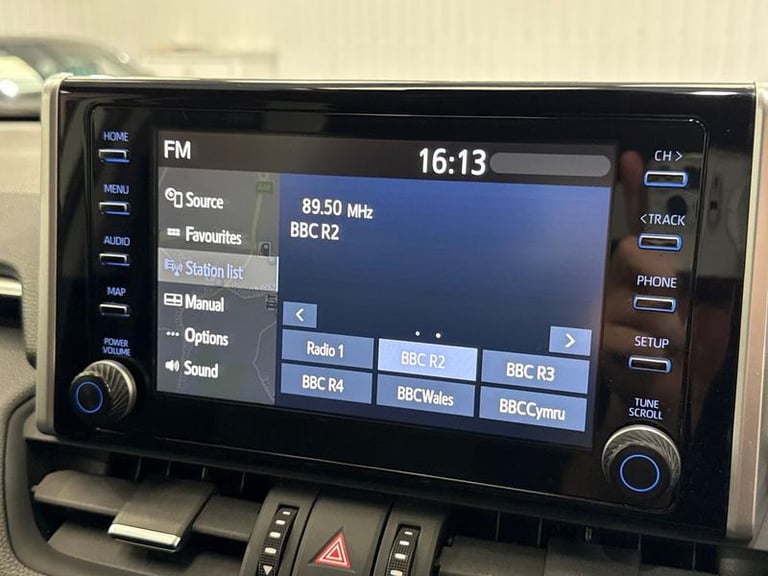 HOME
MENU
AUDIO
MAP
POWER
VOLUME
FM
16:13
Source
Favourites
Station list
Manual
Options
Sound
89.50 MHz
BBC R2
<
>
Radio 1
BBC R2
BBC R3
BBC R4
BBCWales
BBCCymru
CH >
< TRACK
PHONE
SETUP
TUNE
SCROLL